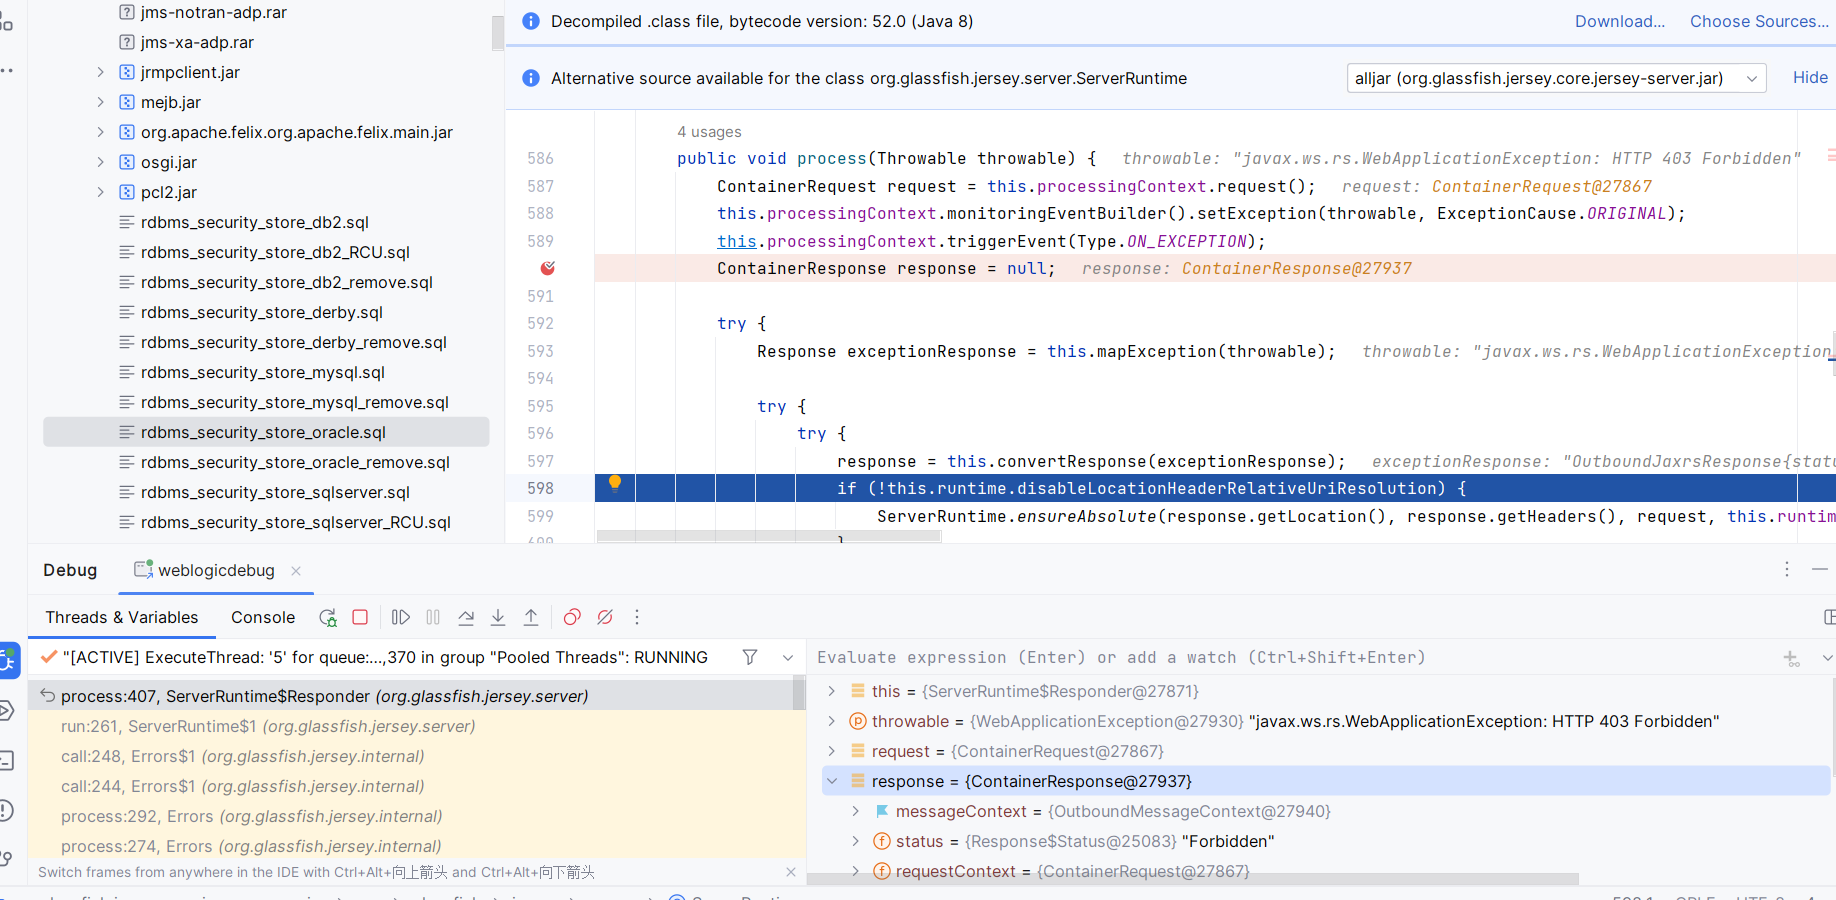 jms-notran-adp.rar
jms-xa-adp.rar
jrmpclient.jar
mejb.jar
org.apache.felix.org.apache.felix.main.jar
osgi.jar
pcl2.jar
rdbms_security_store_db2.sql
rdbms_security_store_db2_RCU.sql
rdbms_security_store_db2_remove.sql
rdbms_security_store_derby.sql
rdbms_security_store_derby_remove.sql
rdbms_security_store_mysql.sql
rdbms_security_store_mysql_remove.sql
rdbms_security_store_oracle.sql
rdbms_security_store_oracle_remove.sql
rdbms_security_store_sqlserver.sql
rdbms_security_store_sqlserver_RCU.sql
Decompiled .class file, bytecode version: 52.0 (Java 8) Download... Choose Sources...
Alternative source available for the class org.glassfish.jersey.server.ServerRuntime alljar (org.glassfish.jersey.core.jersey-server.jar) Hide
4 usages
586 public void process(Throwable throwable) { throwable: "javax.ws.rs.WebApplicationException: HTTP 403 Forbidden"
587 ContainerRequest request = this.processingContext.request(); request: ContainerRequest@27867
588 this.processingContext.monitoringEventBuilder().setException(throwable, ExceptionCause.ORIGINAL);
589 this.processingContext.triggerEvent(Type.ON_EXCEPTION);
ContainerResponse response = null; response: ContainerResponse@27937
591
592 try {
593 Response exceptionResponse = this.mapException(throwable); throwable: "javax.ws.rs.WebApplicationException
594
595 try {
596 try {
597 response = this.convertResponse(exceptionResponse); exceptionResponse: "OutboundJaxrsResponse{statu
598 if (!this.runtime.disableLocationHeaderRelativeUriResolution) {
599 ServerRuntime.ensureAbsolute(response.getLocation(), response.getHeaders(), request, this.runtim
600 }
Debug weblogicdebug
Threads & Variables Console
"[ACTIVE] ExecuteThread: '5' for queue:...,370 in group "Pooled Threads": RUNNING
process:407, ServerRuntime$Responder (org.glassfish.jersey.server)
run:261, ServerRuntime$1 (org.glassfish.jersey.server)
call:248, Errors$1 (org.glassfish.jersey.internal)
call:244, Errors$1 (org.glassfish.jersey.internal)
process:292, Errors (org.glassfish.jersey.internal)
process:274, Errors (org.glassfish.jersey.internal)
Switch frames from anywhere in the IDE with Ctrl+Alt+向上箭头 and Ctrl+Alt+向下箭头
Evaluate expression (Enter) or add a watch (Ctrl+Shift+Enter)
this = {ServerRuntime$Responder@27871}
throwable = {WebApplicationException@27930} "javax.ws.rs.WebApplicationException: HTTP 403 Forbidden"
request = {ContainerRequest@27867}
response = {ContainerResponse@27937}
messageContext = {OutboundMessageContext@27940}
status = {Response$Status@25083} "Forbidden"
requestContext = {ContainerRequest@27867}